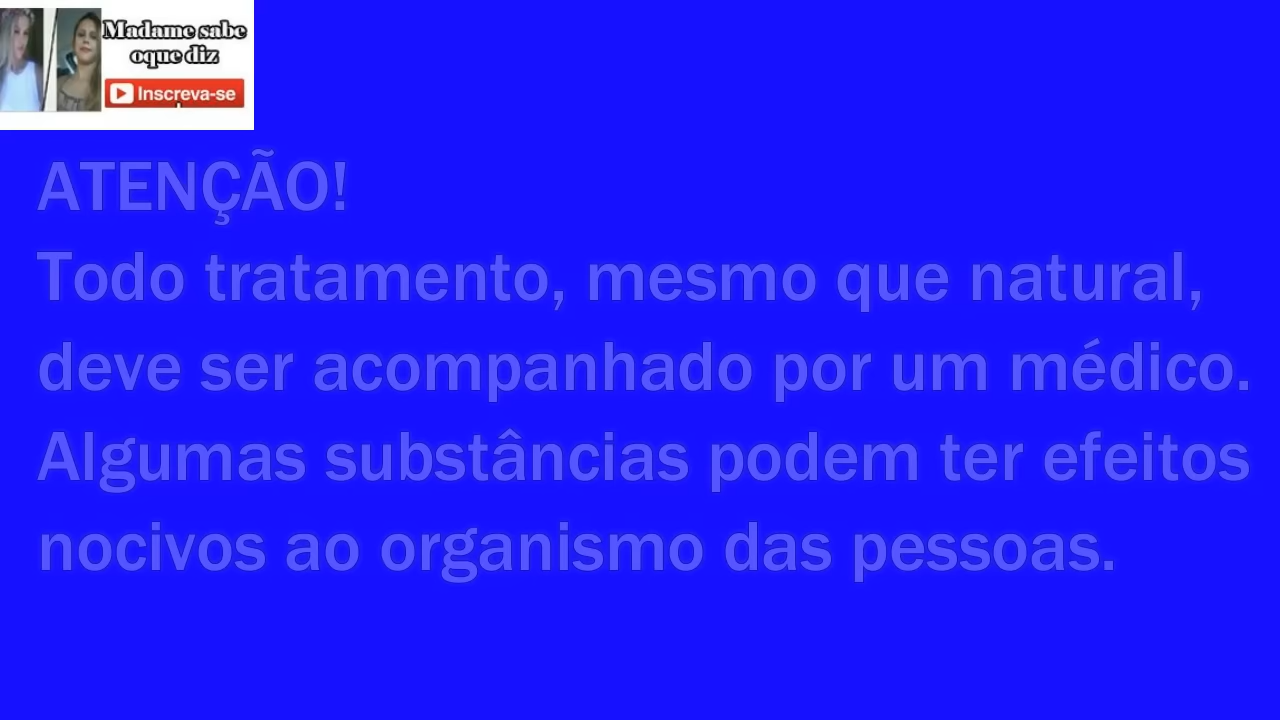 Madame sabe
oque diz
Inscreva-se
ATENÇÃO!
Todo tratamento, mesmo que natural,
deve ser acompanhado por um médico.
Algumas substâncias podem ter efeitos
nocivos ao organismo das pessoas.